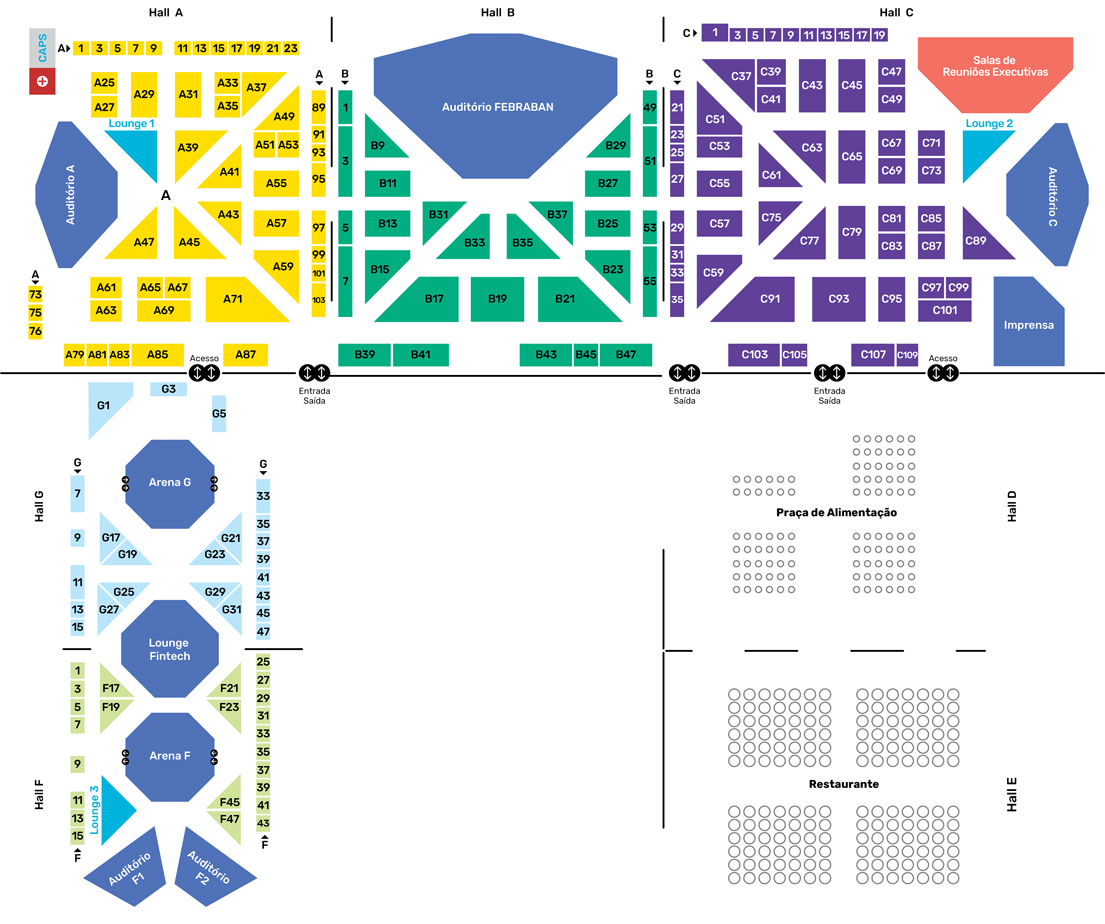 Hall A
Hall B
Hall C
CAPS
A 1 3 5 7 9 11 13 15 17 19 21 23
C 1 3 5 7 9 11 13 15 17 19
A25
A27
A29
A31
A33
A35
A37
A
89
91
93
95
97
99
101
103
B
1
3
5
7
Auditório FEBRABAN
B
49
51
53
55
C
21
23
25
27
29
31
33
35
C37
C39
C41
C43
C45
C47
C49
Salas de
Reuniões Executivas
Lounge 1
Auditório A
A39
A41
A49
A51
A53
A55
A
A43
A47
A45
A57
A59
B9
B11
B13
B15
B31
B33
B35
B37
B29
B27
B25
B23
C51
C53
C55
C57
C59
C61
C63
C65
C67
C69
C71
C73
Lounge 2
Auditório C
C75
C77
C79
C81
C83
C85
C87
C89
A
73
75
76
A61
A63
A65
A67
A69
A71
B17
B19
B21
C91
C93
C95
C97
C99
C101
Imprensa
A79
A81
A83
A85
Acesso
A87
B39
B41
B43
B45
B47
C103
C105
C107
C109
Acesso
Entrada
Saída
Entrada
Saída
Entrada
Saída
G1
G3
G5
Hall G
G
7
9
11
13
15
Arena G
G
33
35
37
39
41
43
45
47
G17
G19
G21
G23
G25
G27
G29
G31
Lounge
Fintech
Hall D
Praça de Alimentação
Hall F
1
3
5
7
9
11
13
15
F
F17
F19
F21
F23
Arena F
25
27
29
31
33
35
37
39
41
43
F
Lounge 3
F45
F47
Auditório
F1
Auditório
F2
Restaurante
Hall E